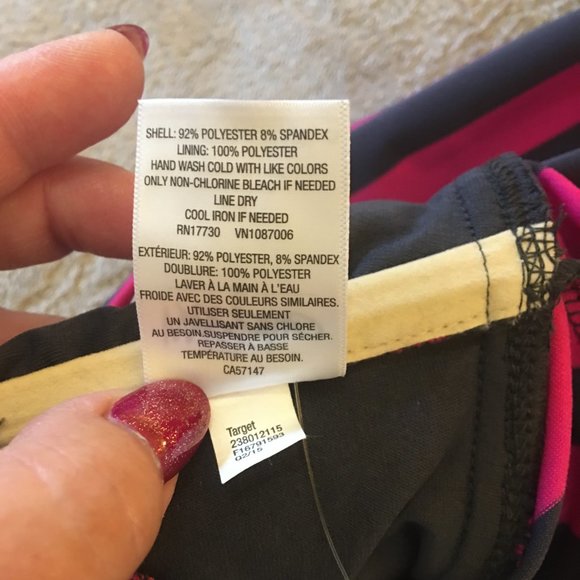 SHELL: 92% POLYESTER 8% SPANDEX
LINING: 100% POLYESTER
HAND WASH COLD WITH LIKE COLORS
ONLY NON-CHLORINE BLEACH IF NEEDED
LINE DRY
COOL IRON IF NEEDED
RN17730 VN1087006
EXTÉRIEUR: 92% POLYESTER, 8% SPANDEX
DOUBLURE: 100% POLYESTER
LAVER À LA MAIN À L'EAU
FROIDE AVEC DES COULEURS SIMILAIRES.
UTILISER SEULEMENT
UN JAVELLISANT SANS CHLORE
AU BESOIN.SUSPENDRE POUR SÉCHER.
REPASSER À BASSE
TEMPÉRATURE AU BESOIN.
CA57147
Target
238012115
F16791593
Q2/15